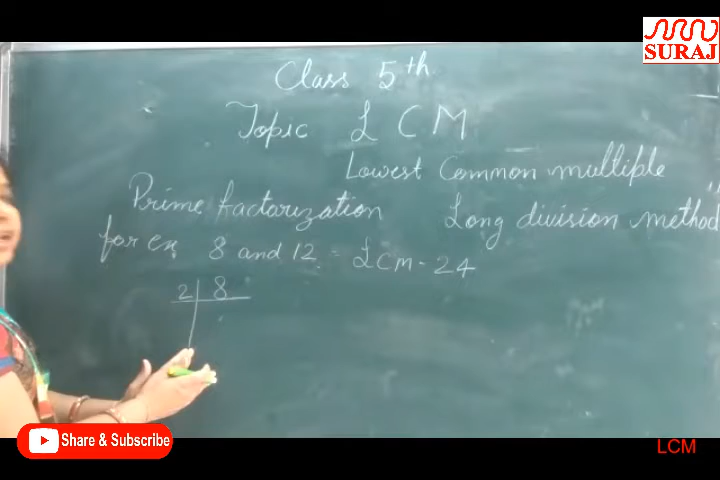 SURAJ
Class 5th
Topic LCM
Lowest Common multiple
Prime factorization Long division method
for ex 8 and 12 = LCM - 24
2 8
Share & Subscribe
LCM